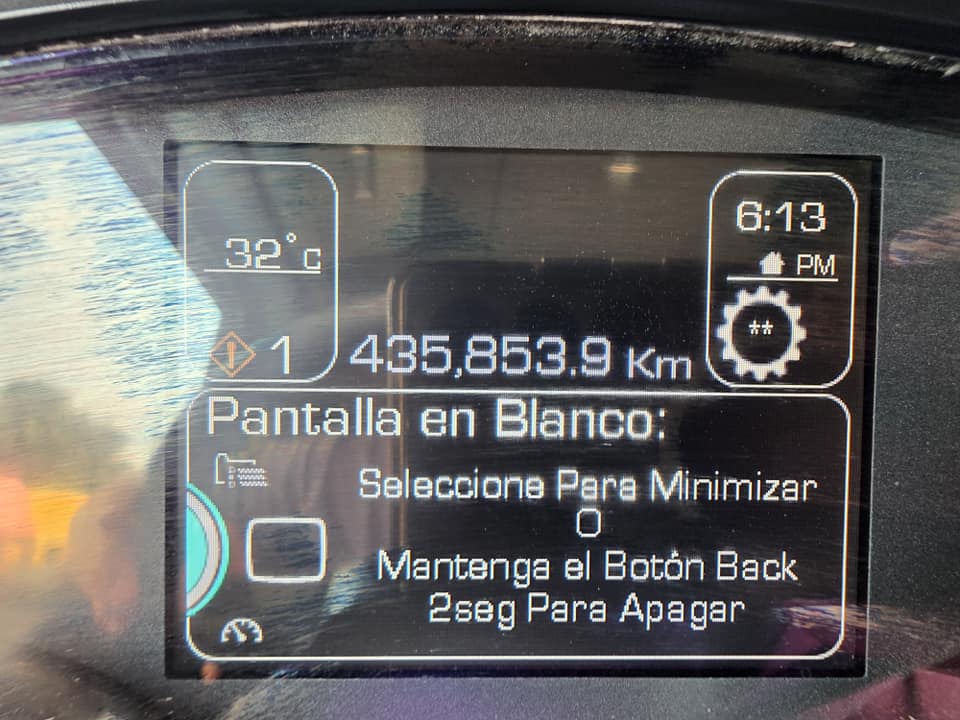 32°C
6:13
PM
**
1
435,853.9 Km
Pantalla en Blanco:
Seleccione Para Minimizar
O
Mantenga el Botón Back
2seg Para Apagar